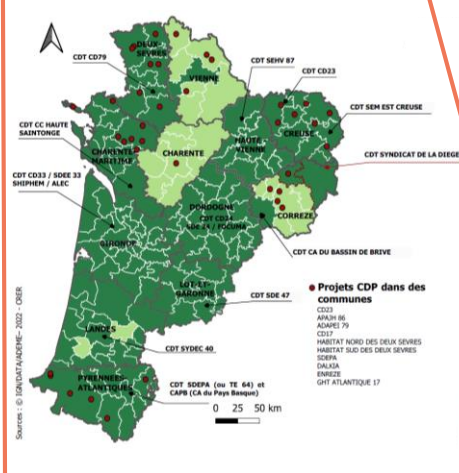 DEUX-
SEVRES
CDT CD79
VIENNE
CDT SEHV 87
CDT CD23
CDT SEM EST CREUSE
CREUSE
CDT CC HAUTE
SAINTONGE
HAUTE-
VIENNE
CHARENTE-
MARITIME
CHARENTE
CDT SYNDICAT DE LA DIEGE
CDT CD33 / SDEE 33
SHIPHEM / ALEC
CORREZE
DORDOGNE
CDT CD24
SDE 24 / FOCUMA
GIRONDE
CDT CA DU BASSIN DE BRIVE
LOT-ET-
GARONNE
CDT SDE 47
LANDES
CDT SYDEC 40
PYRENNEES-
ATLANTIQUES
CDT SDEPA (ou TE 64) et
CAPB (CA du Pays Basque)
0 25 50 km
Projets CDP dans des
communes
CD23
APAJH 86
ADAPEI 79
CD17
HABITAT NORD DES DEUX SEVRES
HABITAT SUD DES DEUX SEVRES
SDEPA
DALKIA
ENREZE
GHT ATLANTIQUE 17
Sources : © IGN/DATA/ADEME- 2022 - CRER